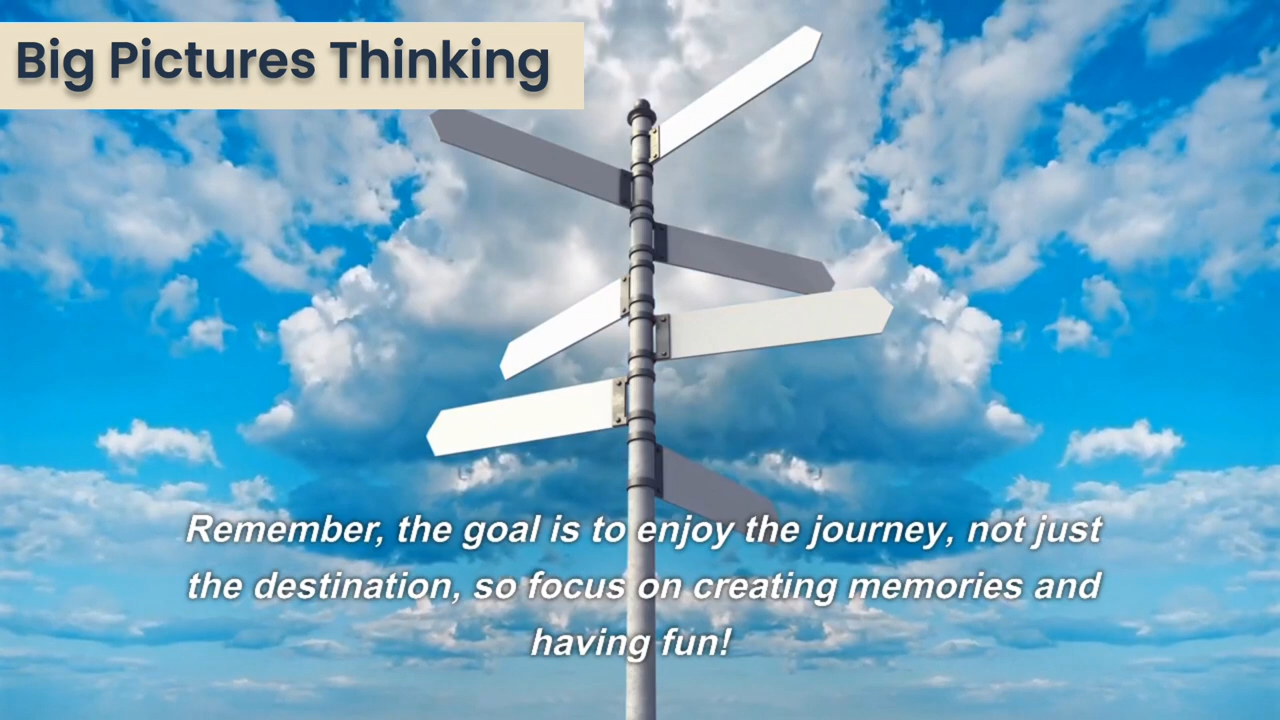 Big Pictures Thinking
Remember, the goal is to enjoy the journey, not just
the destination, so focus on creating memories and
having fun!